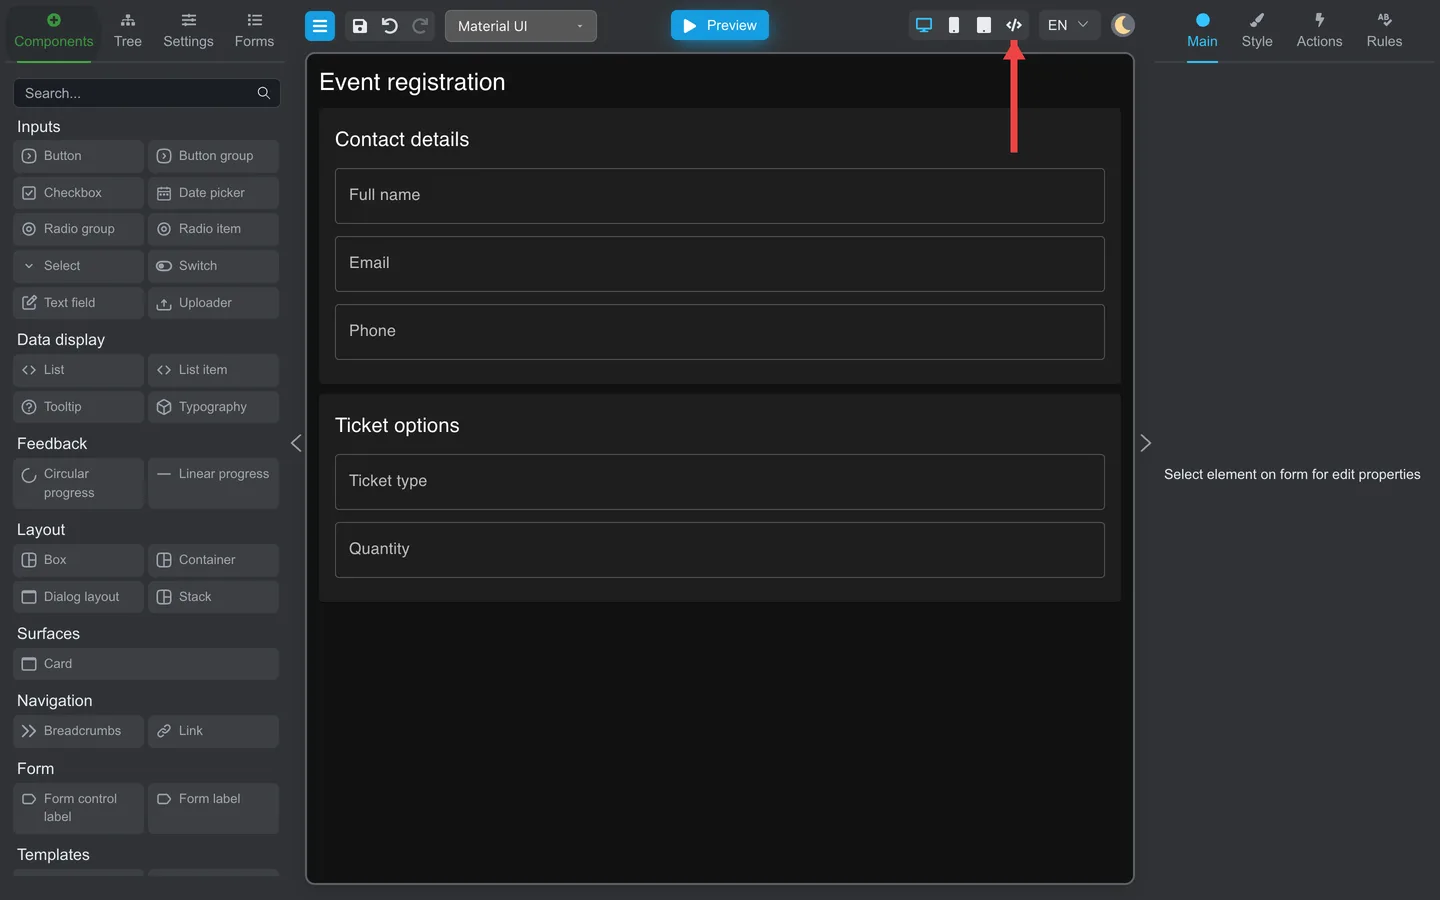 Components
Tree
Settings
Forms
Material UI
Preview
EN
Main
Style
Actions
AB
Rules
Search...
Inputs
Button
Button group
Checkbox
Date picker
Radio group
Radio item
Select
Switch
Text field
Uploader
Data display
List
List item
Tooltip
Typography
Feedback
Circular
progress
Linear progress
Layout
Box
Container
Dialog layout
Stack
Surfaces
Card
Navigation
Breadcrumbs
Link
Form
Form control
label
Form label
Templates
Event registration
Contact details
Full name
Email
Phone
Ticket options
Ticket type
Quantity
Select element on form for edit properties